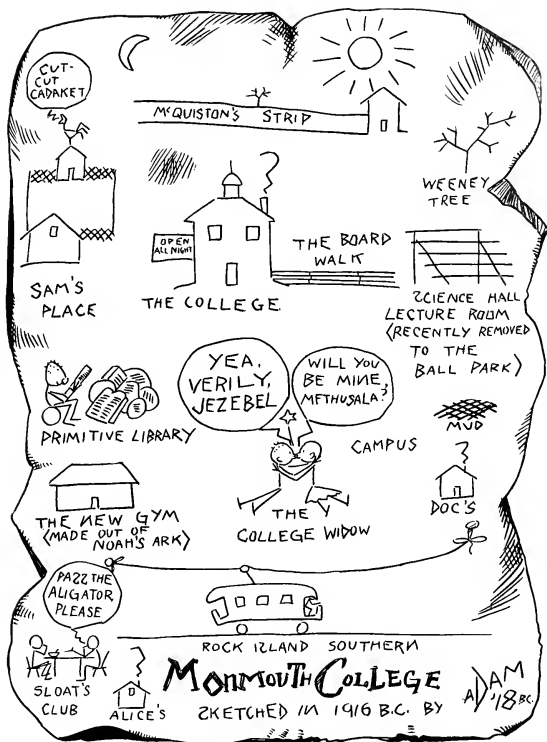 CUT-
CUT
CADAKET
McQUISTON'S STRIP
WEENEY
TREE
OPEN
ALL NIGHT
THE BOARD
WALK
SAM'S
PLACE
THE COLLEGE
SCIENCE HALL
LECTURE ROOM
(RECENTLY REMOVED
TO THE
BALL PARK)
YEA,
VERILY,
JEZEBEL
WILL YOU
BE MINE,
METHUSALA?
PRIMITIVE LIBRARY
CAMPUS
MUD
THE NEW GYM
(MADE OUT OF
NOAH'S ARK)
THE
COLLEGE WIDOW
DOC'S
PASS THE
ALIGATOR
PLEASE
ROCK ISLAND SOUTHERN
SLOAT'S
CLUB
ALICE'S
MONMOUTH COLLEGE
SKETCHED IN 1916 B.C. BY
ADAM
'18 B.C.